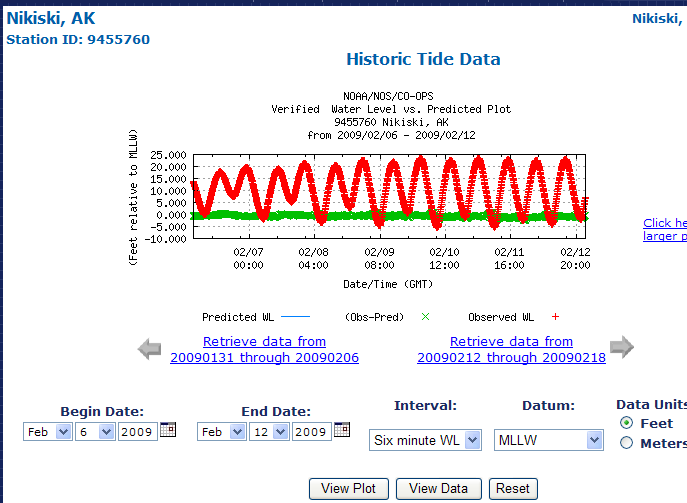 Nikiski, AK
Nikiski,
Station ID: 9455760
Historic Tide Data
NOAA/NOS/CO-OPS
Verified Water Level vs. Predicted Plot
9455760 Nikiski, AK
from 2009/02/06 - 2009/02/12
(Feet relative to MLLW)
25.000
20.000
15.000
10.000
5.000
0.000
-5.000
-10.000
02/07 02/08 02/09 02/10 02/11 02/12
00:00 04:00 08:00 12:00 16:00 20:00
Date/Time (GMT)
Predicted WL (Obs-Pred) Observed WL
Click he
larger p
Retrieve data from
20090131 through 20090206
Retrieve data from
20090212 through 20090218
Begin Date: End Date: Interval: Datum: Data Units
Feb 6 2009 Feb 12 2009 Six minute WL MLLW Feet
Meters
View Plot View Data Reset